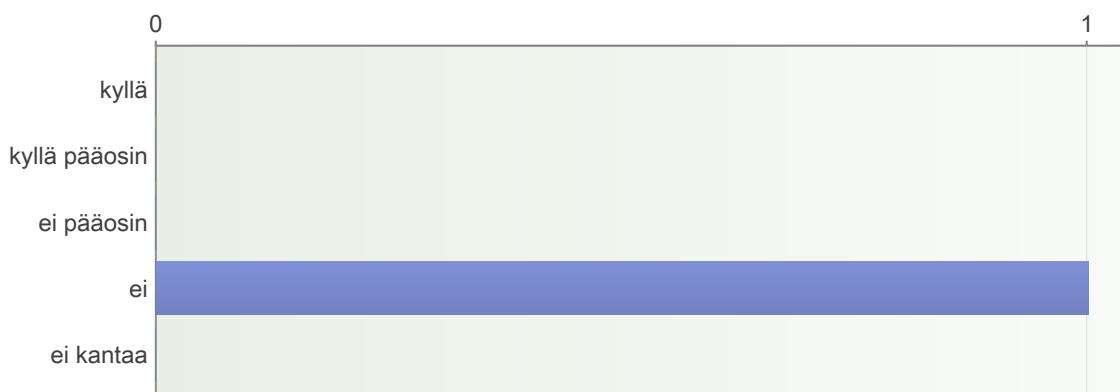 0 1
kyllä
kyllä pääosin
ei pääosin
ei
ei kantaa